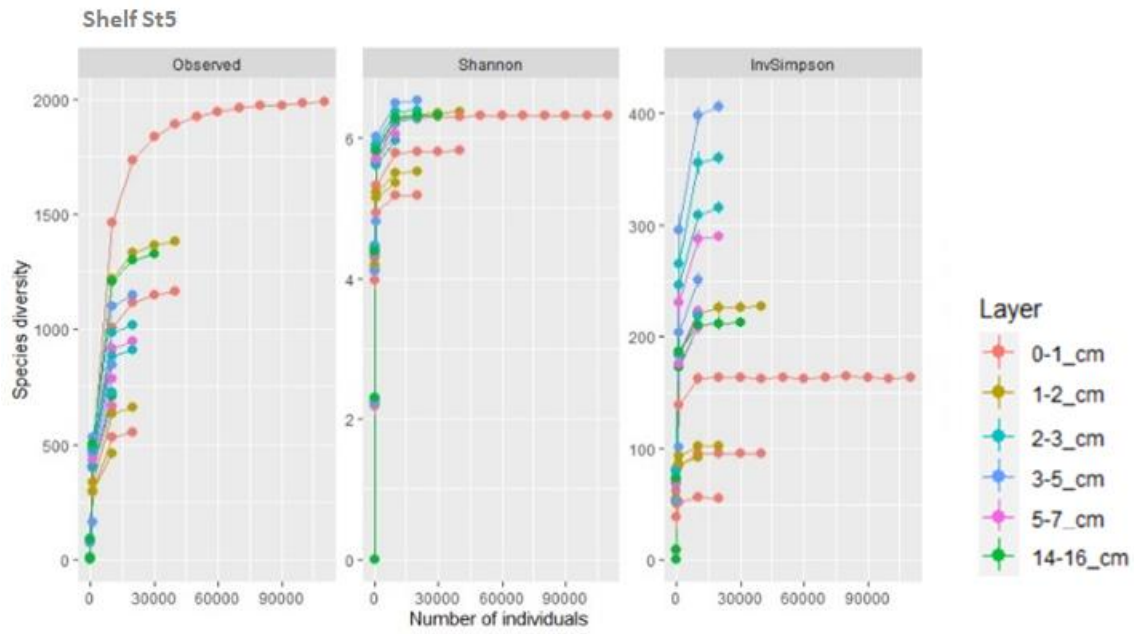 Shelf St5
Observed
Shannon
InvSimpson
Species diversity
2000
1500
1000
500
0
6
4
2
0
400
300
200
100
0
0 30000 60000 90000
0 30000 60000 90000
0 30000 60000 90000
Number of individuals
Layer
0-1_cm
1-2_cm
2-3_cm
3-5_cm
5-7_cm
14-16_cm